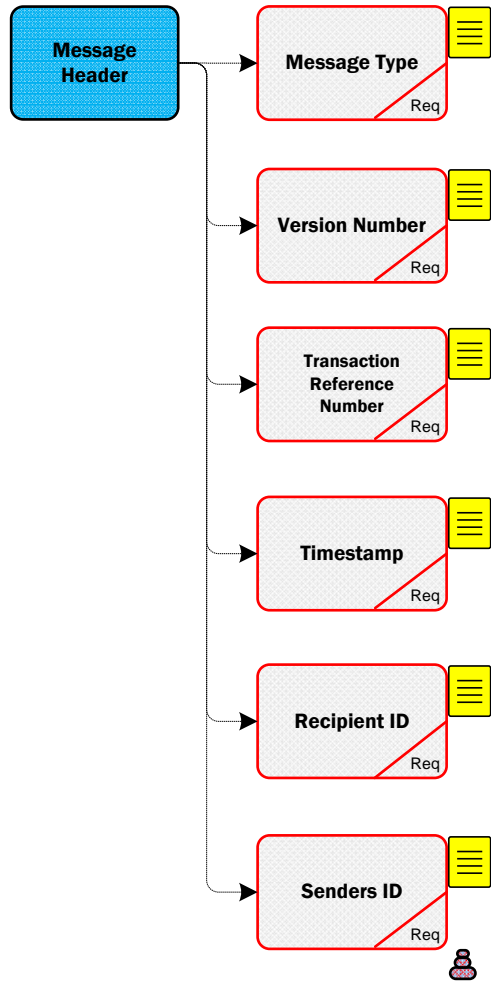 Message
Header
Message Type
Req
Version Number
Req
Transaction
Reference
Number
Req
Timestamp
Req
Recipient ID
Req
Senders ID
Req